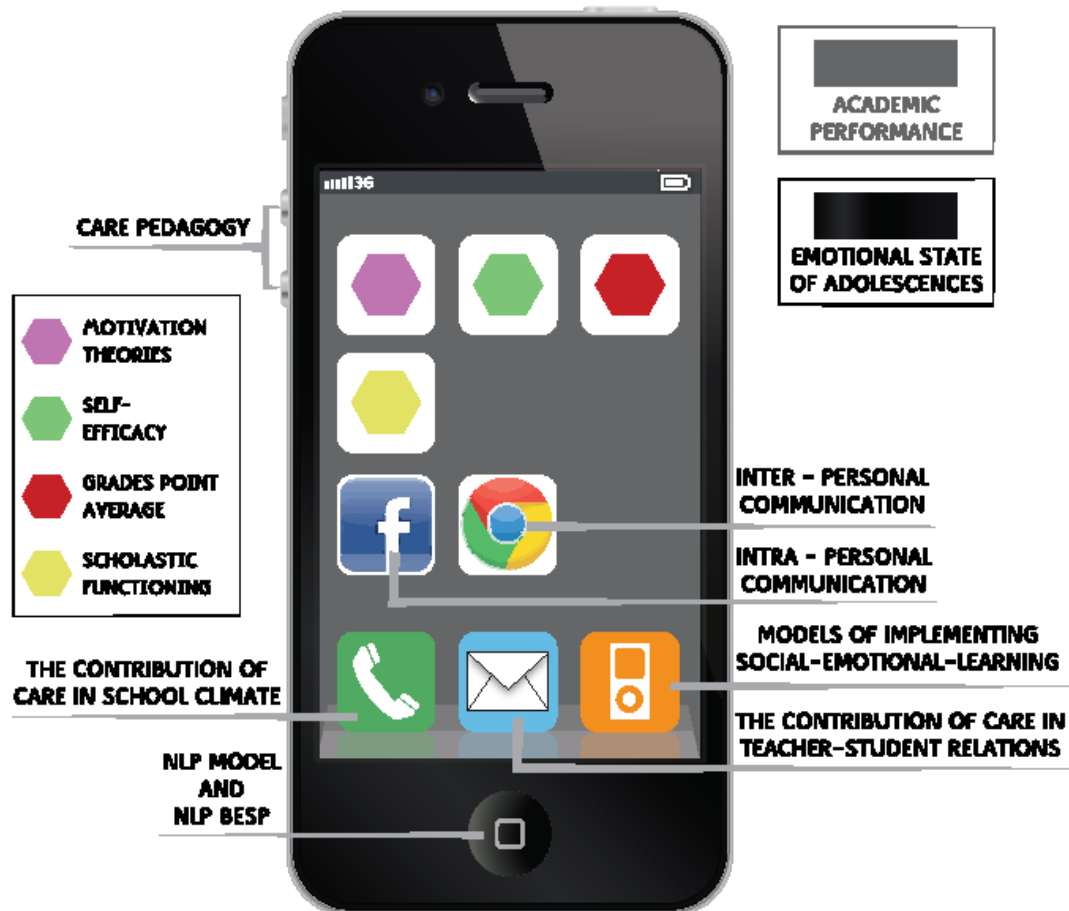 ACADEMIC
PERFORMANCE
3G
CARE PEDAGOGY
EMOTIONAL STATE
OF ADOLESCENCES
MOTIVATION
THEORIES
SELF-
EFFICACY
GRADES POINT
AVERAGE
SCHOLASTIC
FUNCTIONING
f
INTER - PERSONAL
COMMUNICATION
INTRA - PERSONAL
COMMUNICATION
THE CONTRIBUTION OF
CARE IN SCHOOL CLIMATE
MODELS OF IMPLEMENTING
SOCIAL-EMOTIONAL-LEARNING
THE CONTRIBUTION OF CARE IN
TEACHER-STUDENT RELATIONS
NLP MODEL
AND
NLP BESP